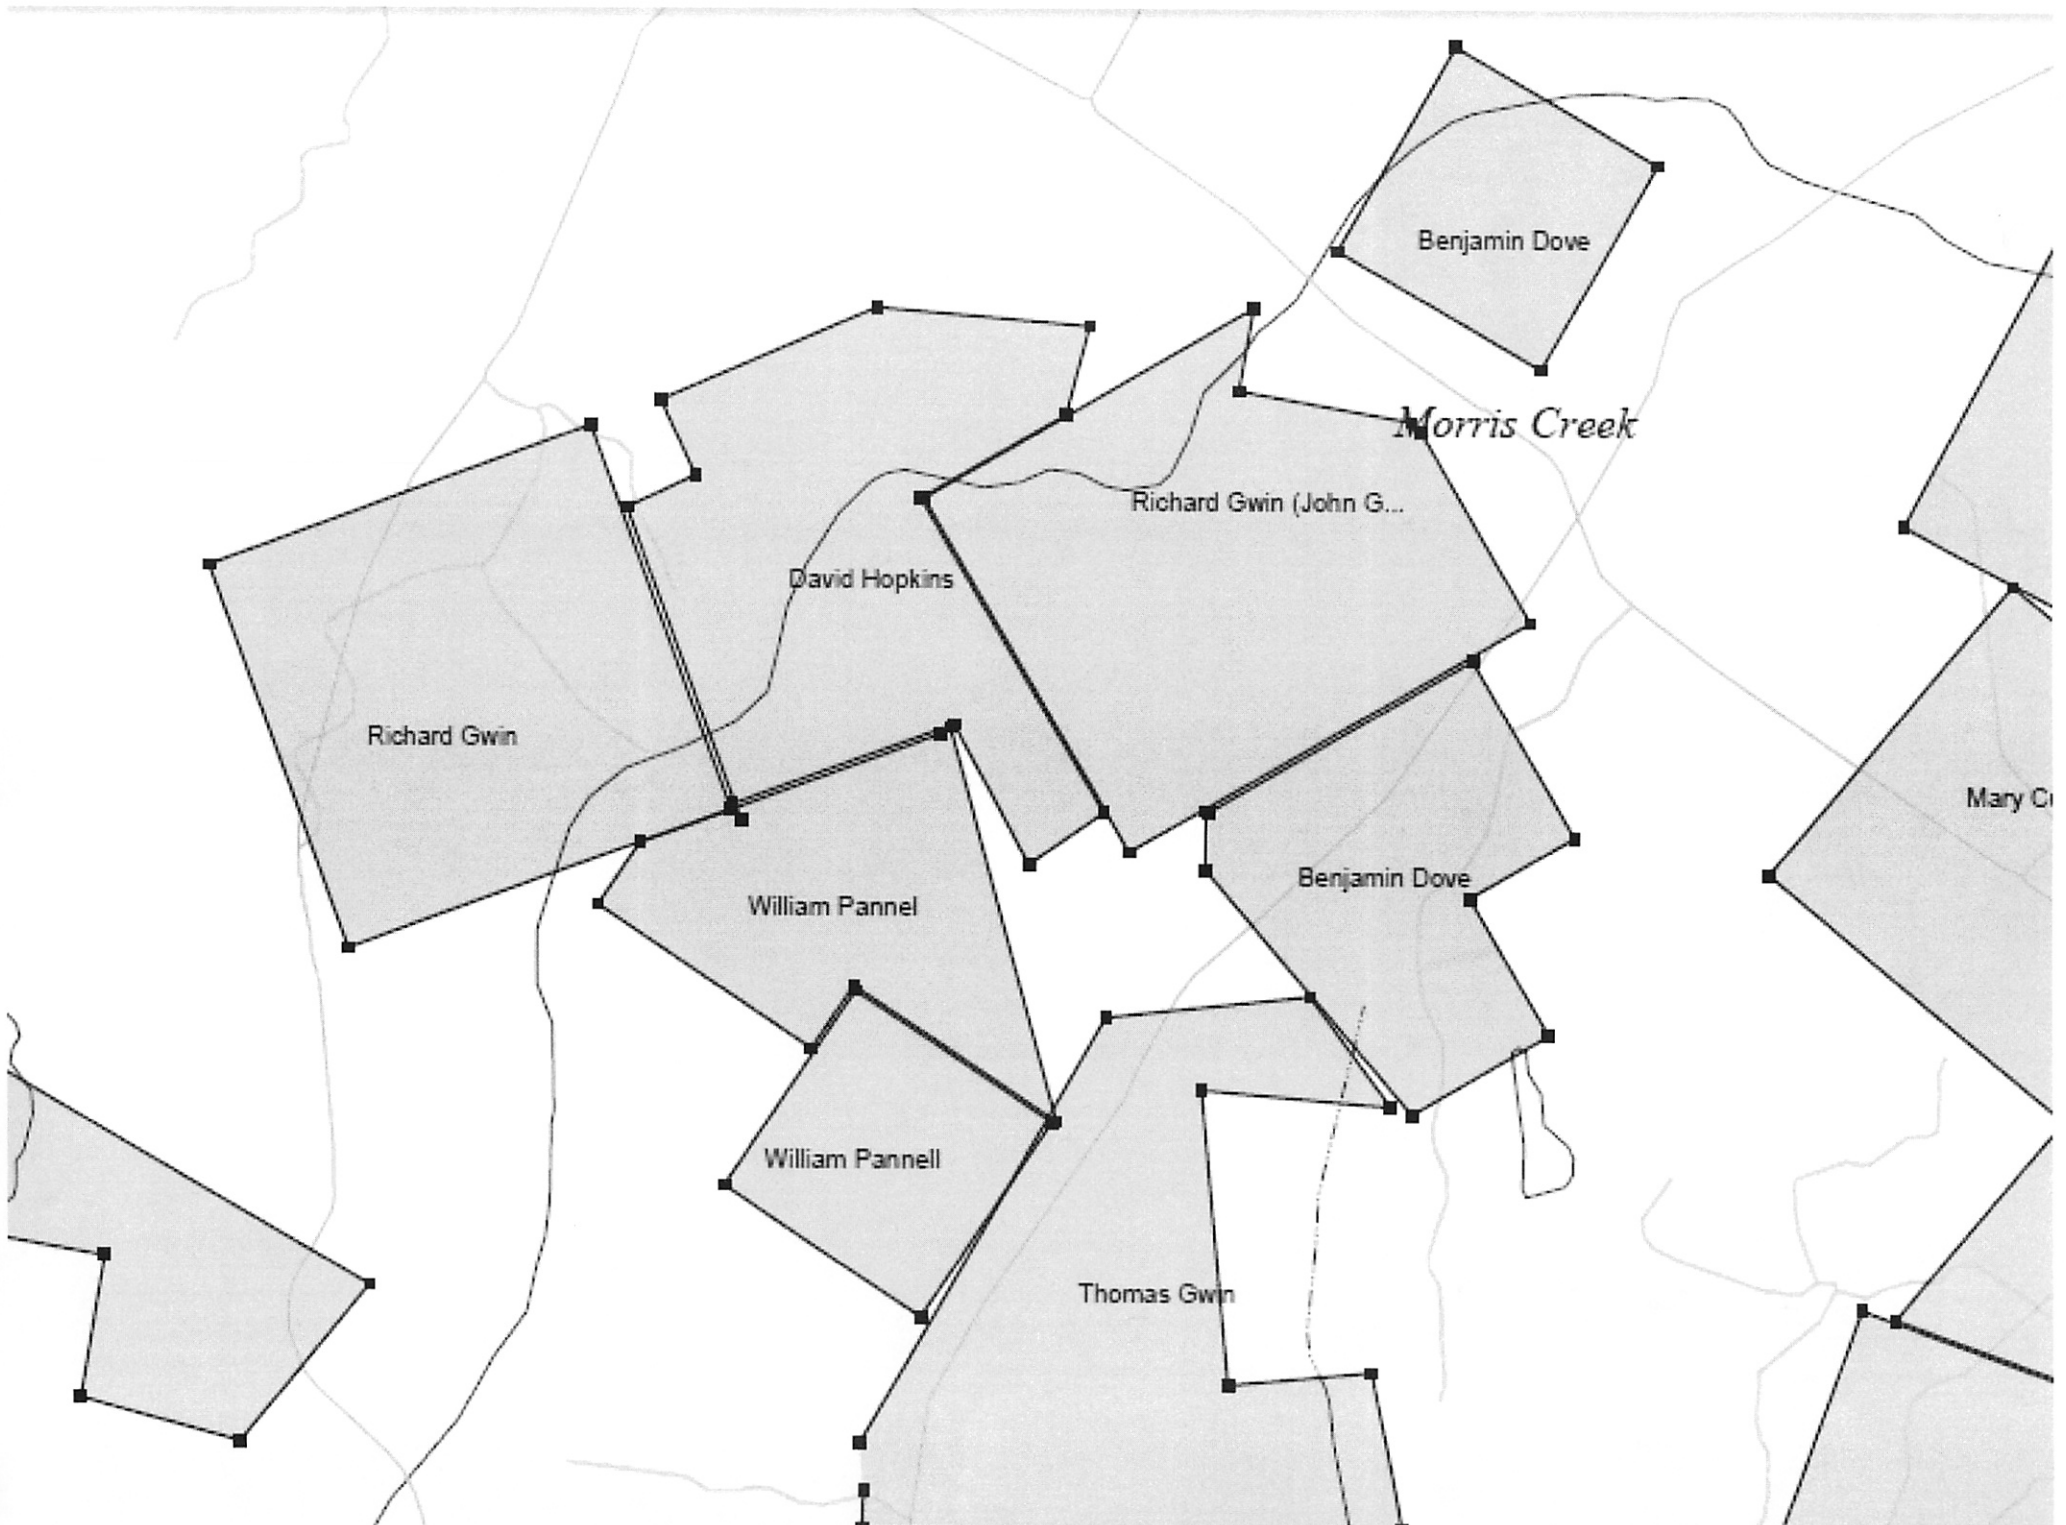 Benjamin Dove
Morris Creek
Richard Gwin (John G...
David Hopkins
Richard Gwin
Mary C
Benjamin Dove
William Pannel
William Pannell
Thomas Gwin